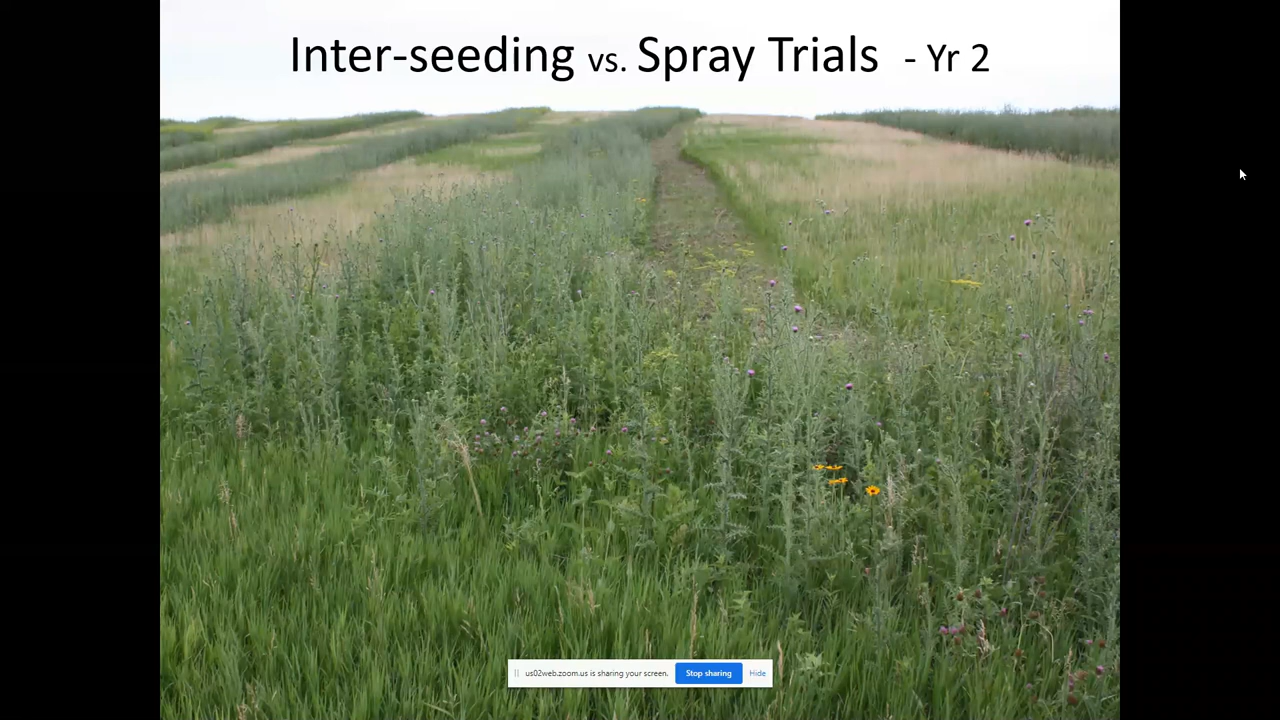 Inter-seeding vs. Spray Trials - Yr 2
us02web.zoom.us is sharing your screen. Stop sharing Hide